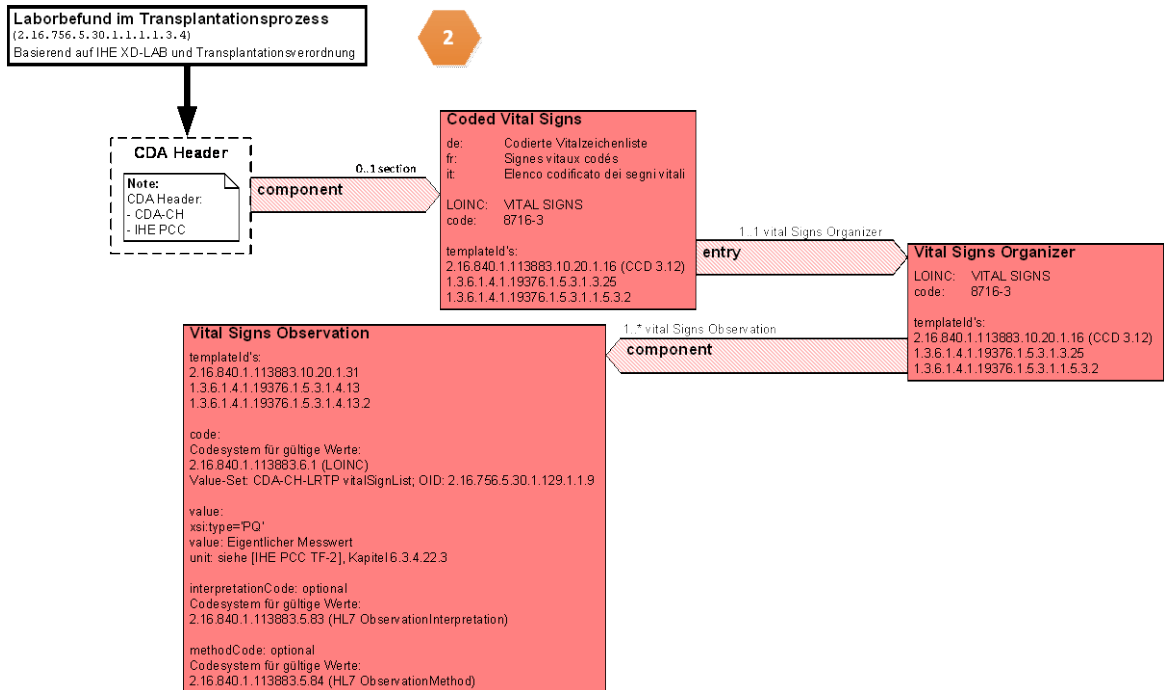 Laborbefund im Transplantationsprozess
(2.16.756.5.30.1.1.1.1.3.4)
Basierend auf IHE XD-LAB und Transplantationsverordnung
2
CDA Header
Note:
CDA Header:
- CDA-CH
- IHE PCC
0..1 section
component
Coded Vital Signs
de: Codierte Vitalzeichenliste
fr: Signes vitaux codés
it: Elenco codificato dei segni vitali
LOINC: VITAL SIGNS
code: 8716-3
templateId's:
2.16.840.1.113883.10.20.1.16 (CCD 3.12)
1.3.6.1.4.1.19376.1.5.3.1.3.25
1.3.6.1.4.1.19376.1.5.3.1.1.5.3.2
1..1 vital Signs Organizer
entry
Vital Signs Organizer
LOINC: VITAL SIGNS
code: 8716-3
templateId's:
2.16.840.1.113883.10.20.1.16 (CCD 3.12)
1.3.6.1.4.1.19376.1.5.3.1.3.25
1.3.6.1.4.1.19376.1.5.3.1.1.5.3.2
1..* vital Signs Observation
component
Vital Signs Observation
templateId's:
2.16.840.1.113883.10.20.1.31
1.3.6.1.4.1.19376.1.5.3.1.4.13
1.3.6.1.4.1.19376.1.5.3.1.4.13.2
code:
Codesystem für gültige Werte:
2.16.840.1.113883.6.1 (LOINC)
Value-Set: CDA-CH-LRTP vitalSignList; OID: 2.16.756.5.30.1.129.1.1.9
value:
xsi:type='PQ'
value: Eigentlicher Messwert
unit: siehe [IHE PCC TF-2], Kapitel 6.3.4.22.3
interpretationCode: optional
Codesystem für gültige Werte:
2.16.840.1.113883.5.83 (HL7 ObservationInterpretation)
methodCode: optional
Codesystem für gültige Werte:
2.16.840.1.113883.5.84 (HL7 ObservationMethod)